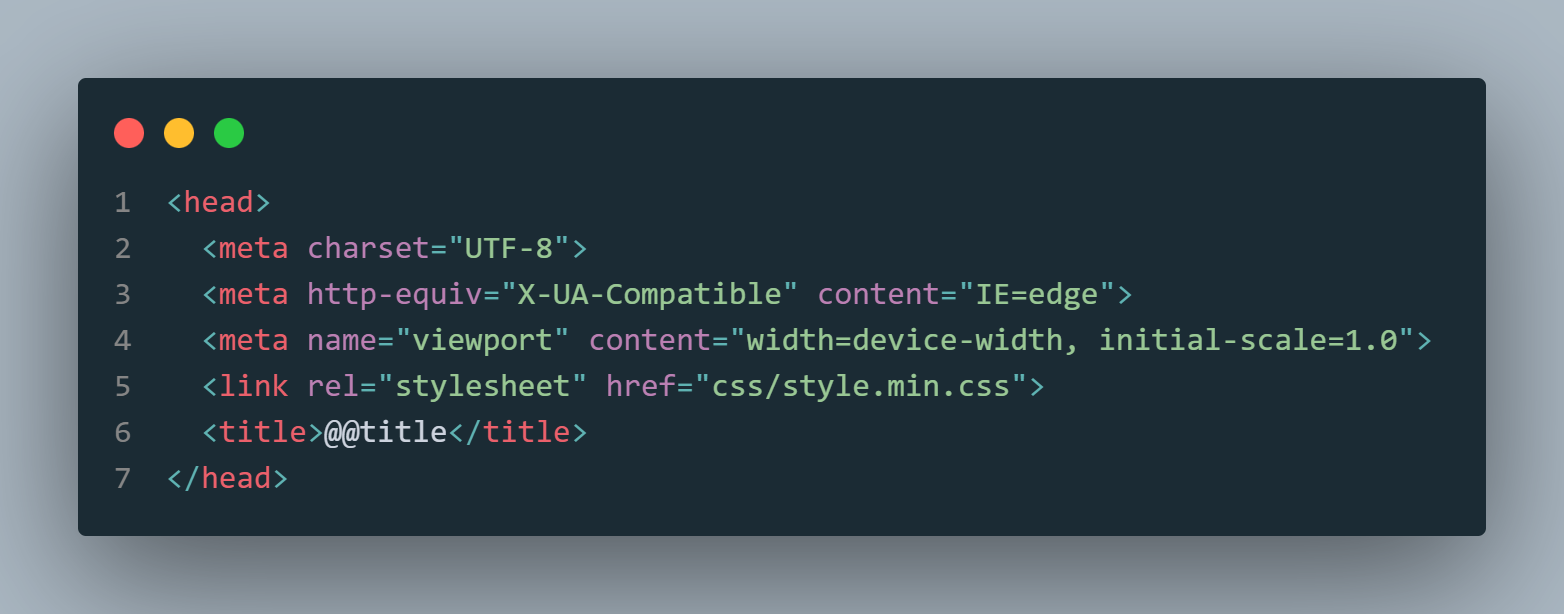 1 <head>
2   <meta charset="UTF-8">
3   <meta http-equiv="X-UA-Compatible" content="IE=edge">
4   <meta name="viewport" content="width=device-width, initial-scale=1.0">
5   <link rel="stylesheet" href="css/style.min.css">
6   <title>@@title</title>
7 </head>